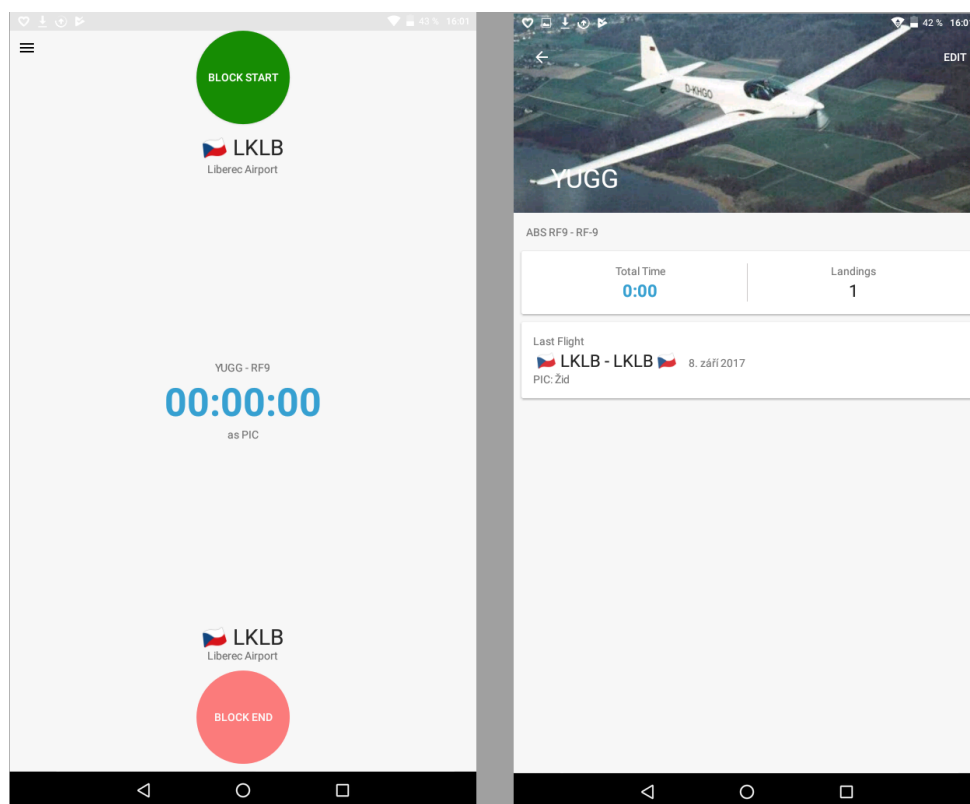 43 % 16:01
BLOCK START
LKLB
Liberec Airport
YUGG - RF9
00:00:00
as PIC
LKLB
Liberec Airport
BLOCK END
42 % 16:01
EDIT
D-KHGO
YUGG
ABS RF9 - RF-9
Total Time
0:00
Landings
1
Last Flight
LKLB - LKLB 8. září 2017
PIC: Žid